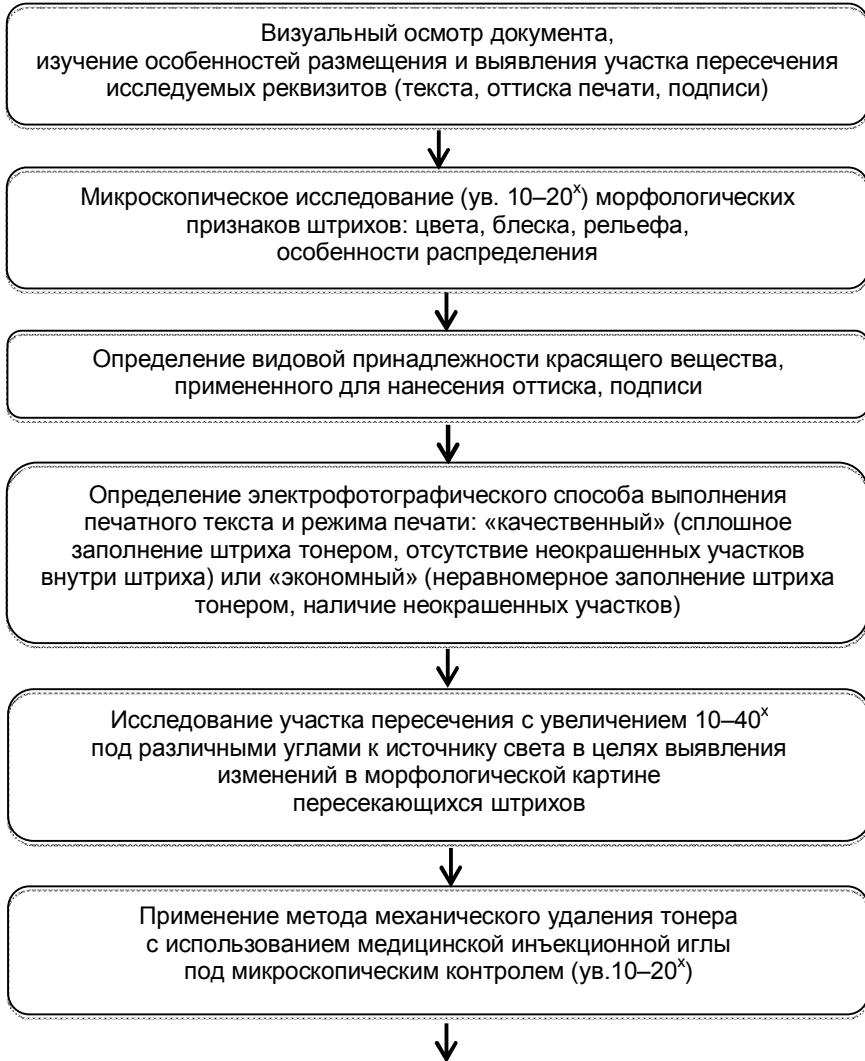 Визуальный осмотр документа,
изучение особенностей размещения и выявления участка пересечения
исследуемых реквизитов (текста, оттиска печати, подписи)
Микроскопическое исследование (ув. 10–20ˣ) морфологических
признаков штрихов: цвета, блеска, рельефа,
особенности распределения
Определение видовой принадлежности красящего вещества,
примененного для нанесения оттиска, подписи
Определение электрофотографического способа выполнения
печатного текста и режима печати: «качественный» (сплошное
заполнение штриха тонером, отсутствие неокрашенных участков
внутри штриха) или «экономный» (неравномерное заполнение штриха
тонером, наличие неокрашенных участков)
Исследование участка пересечения с увеличением 10–40ˣ
под различными углами к источнику света в целях выявления
изменений в морфологической картине
пересекающихся штрихов
Применение метода механического удаления тонера
с использованием медицинской инъекционной иглы
под микроскопическим контролем (ув.10–20ˣ)